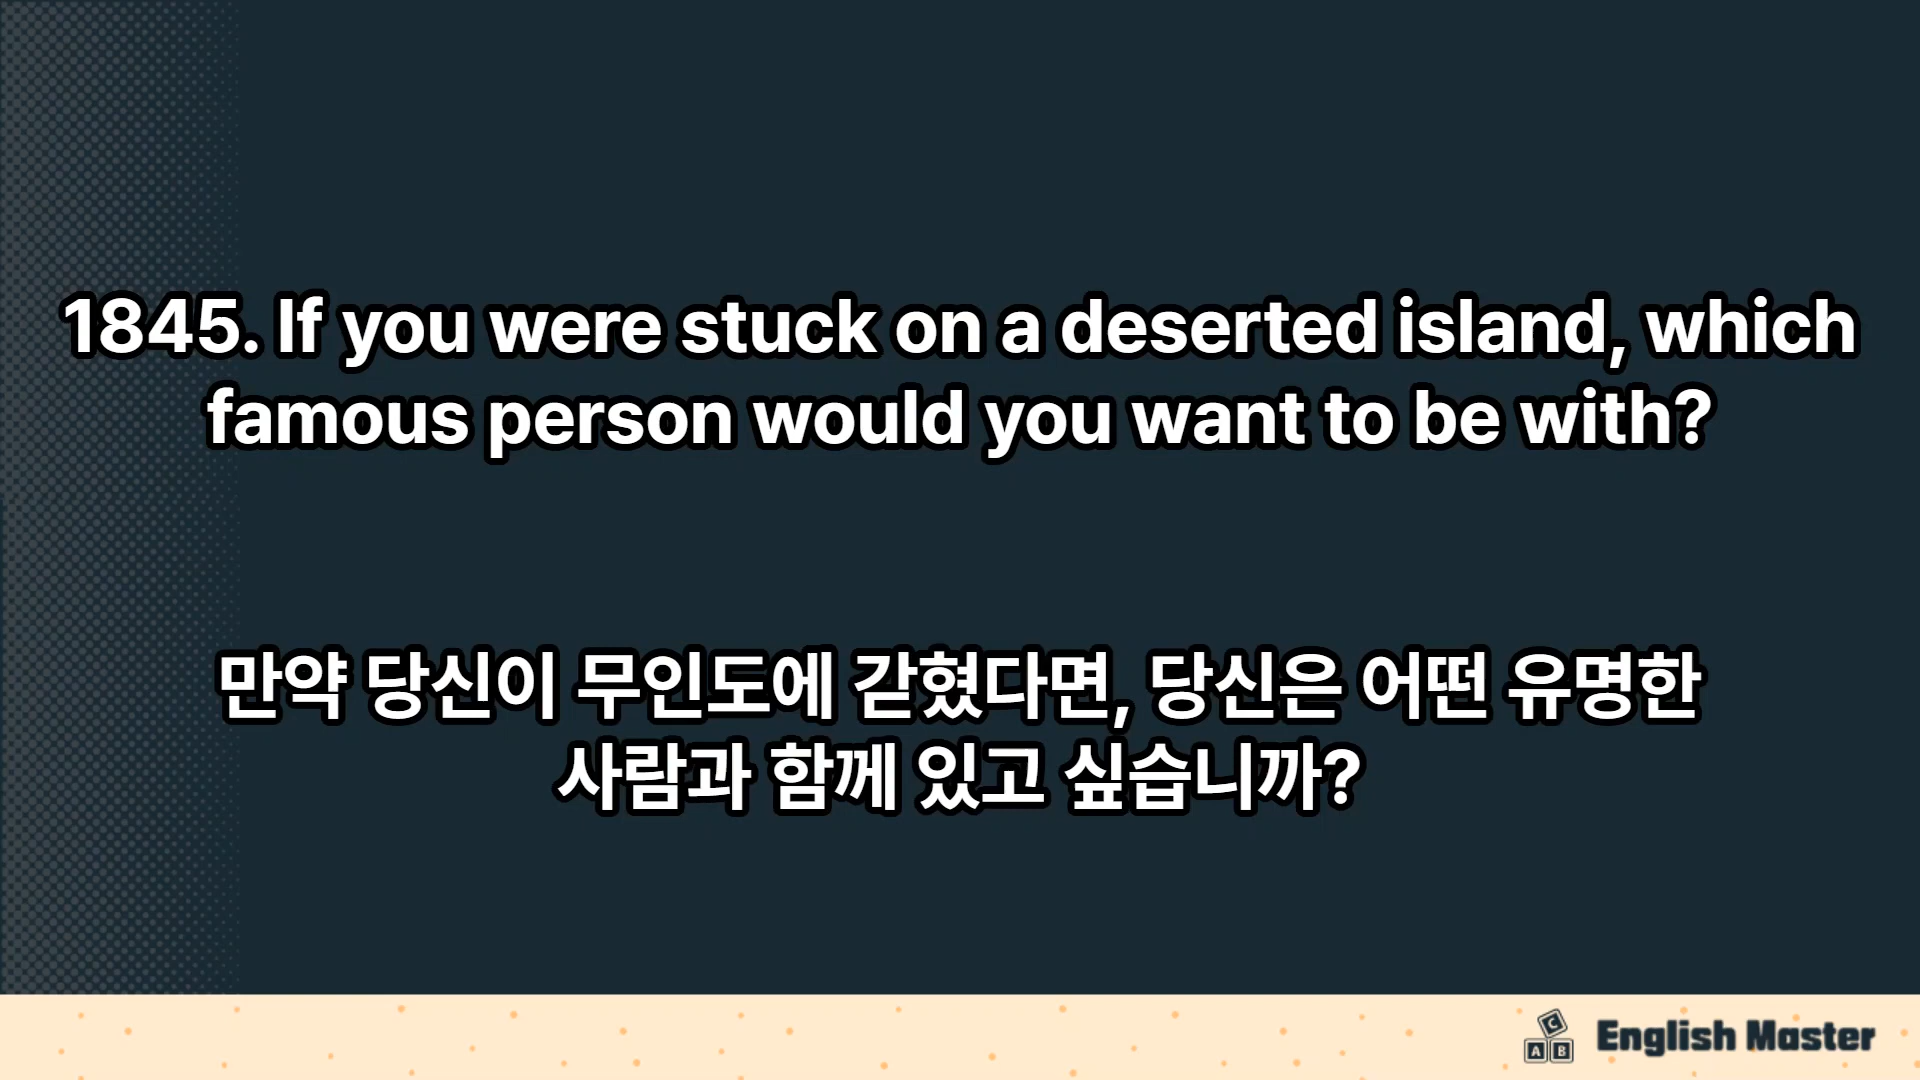 1845. If you were stuck on a deserted island, which
famous person would you want to be with?
만약 당신이 무인도에 갇혔다면, 당신은 어떤 유명한
사람과 함께 있고 싶습니까?
C
A B
English Master